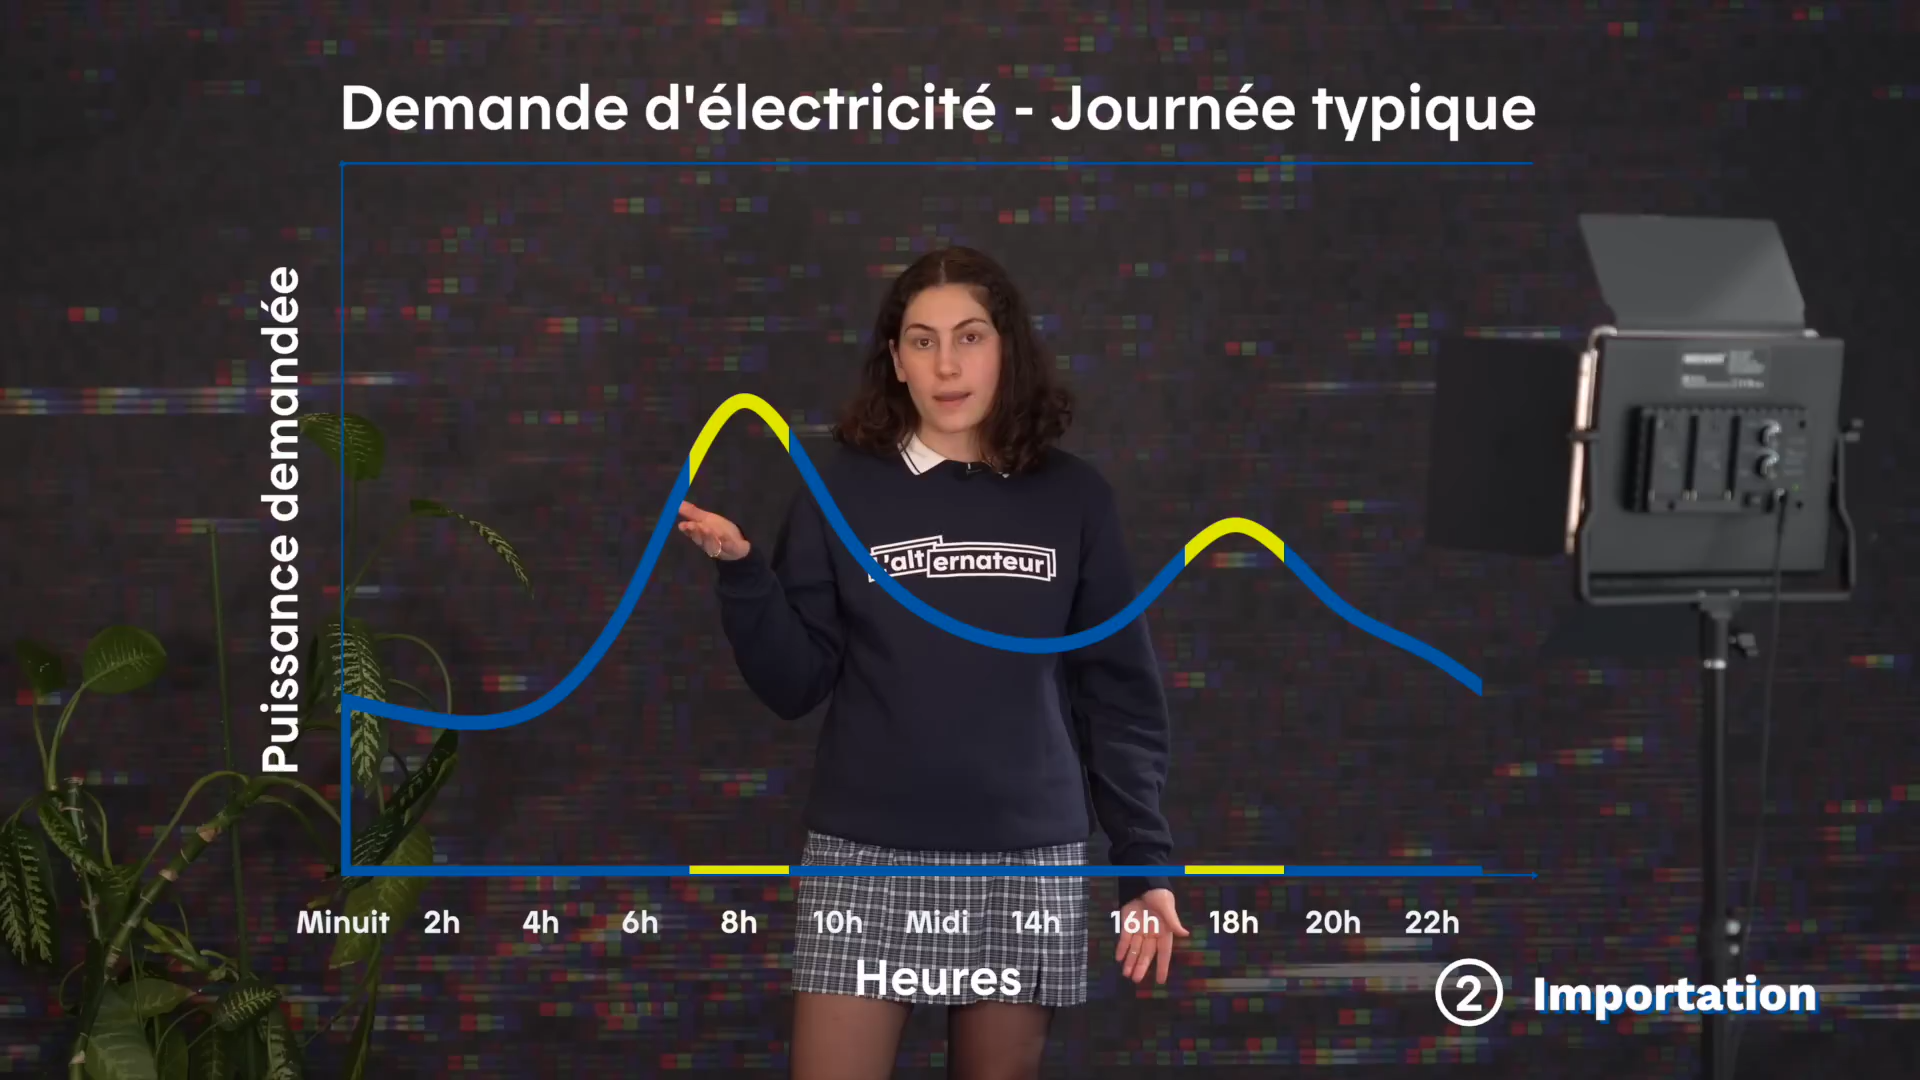 Demande d'électricité - Journée typique
Puissance demandée
L'alternateur
Minuit 2h 4h 6h 8h 10h Midi 14h 16h 18h 20h 22h
Heures
2 Importation